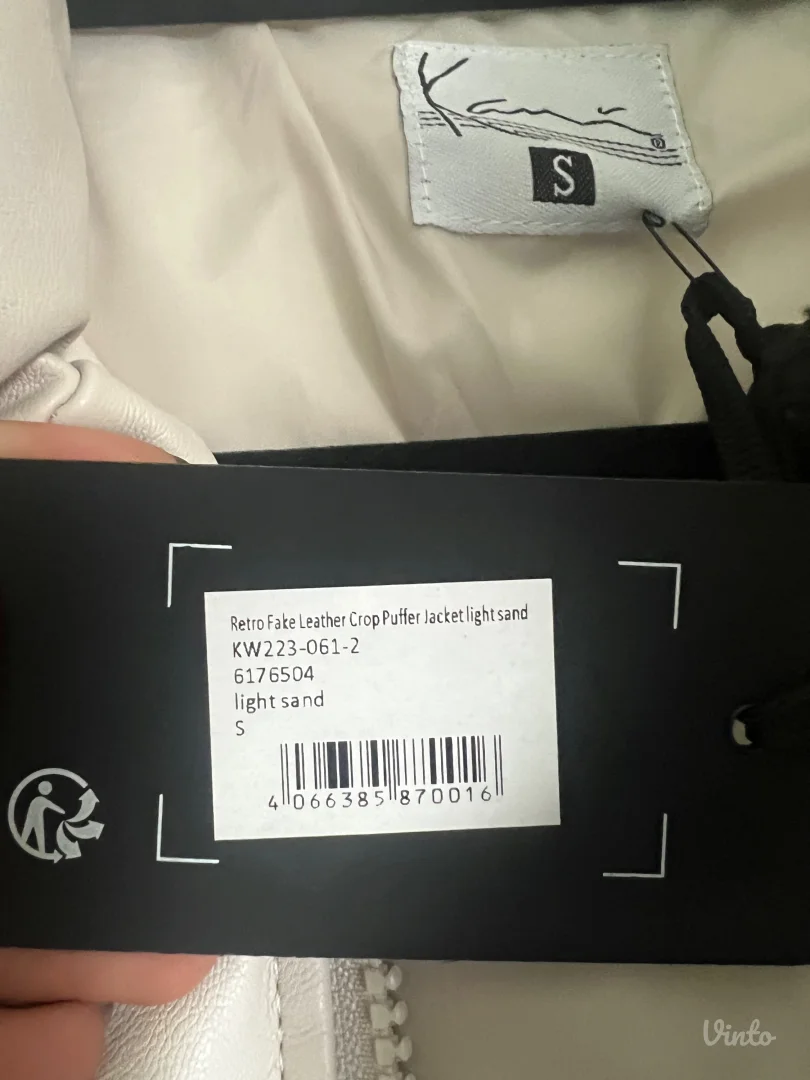 Kani
®
S
Retro Fake Leather Crop Puffer Jacket light sand
KW223-061-2
6176504
light sand
S
4 066385 870016
Vinto